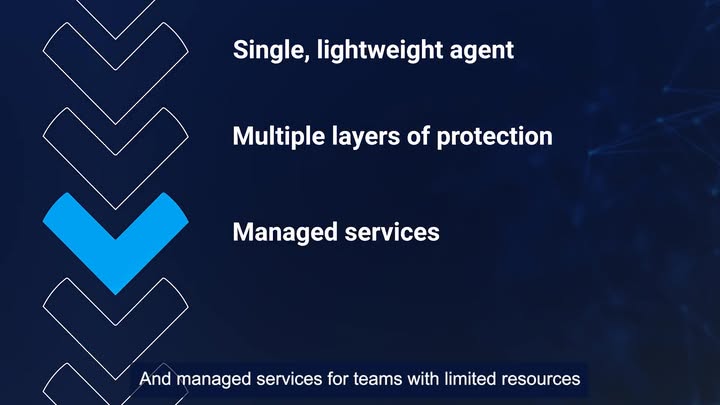 Single, lightweight agent
Multiple layers of protection
Managed services
And managed services for teams with limited resources